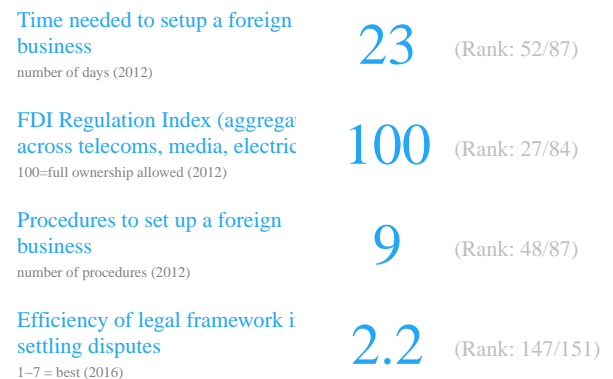 Time needed to setup a foreign
business
number of days (2012)
23
(Rank: 52/87)
FDI Regulation Index
across telecoms, media,
100=full ownership allowed (2012)
100
(Rank: 27/84)
Procedures to set up a foreign
business
number of procedures (2012)
9
(Rank: 48/87)
Efficiency of legal framework
settling disputes
1–7 = best (2016)
2.2
(Rank: 147/151)